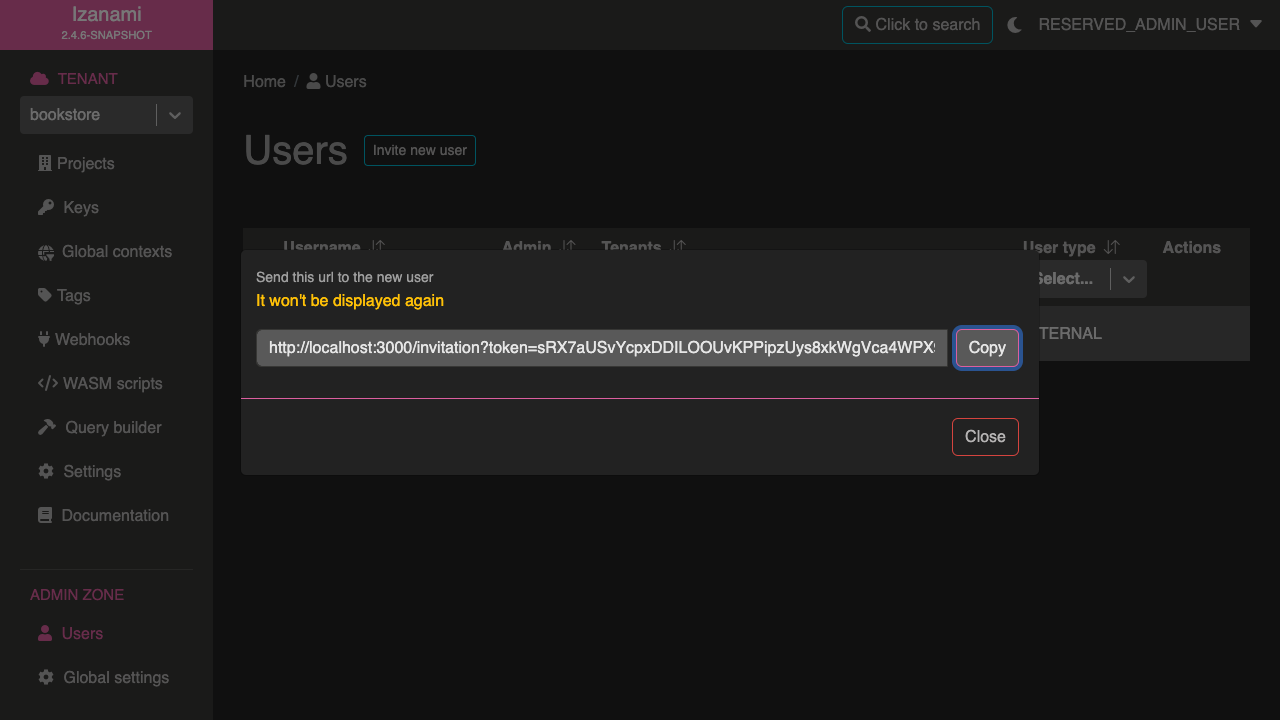 Izanami
2.4.6-SNAPSHOT
Click to search
RESERVED_ADMIN_USER
TENANT
bookstore
Projects
Keys
Global contexts
Tags
Webhooks
WASM scripts
Query builder
Settings
Documentation
ADMIN ZONE
Users
Global settings
Home / Users
Users
Invite new user
Username Admin Tenants User type Actions
Select...
TERNAL
Send this url to the new user
It won't be displayed again
http://localhost:3000/invitation?token=sRX7aUSvYcpxDDILOOUvKPPipzUys8xkWgVca4WPX
Copy
Close